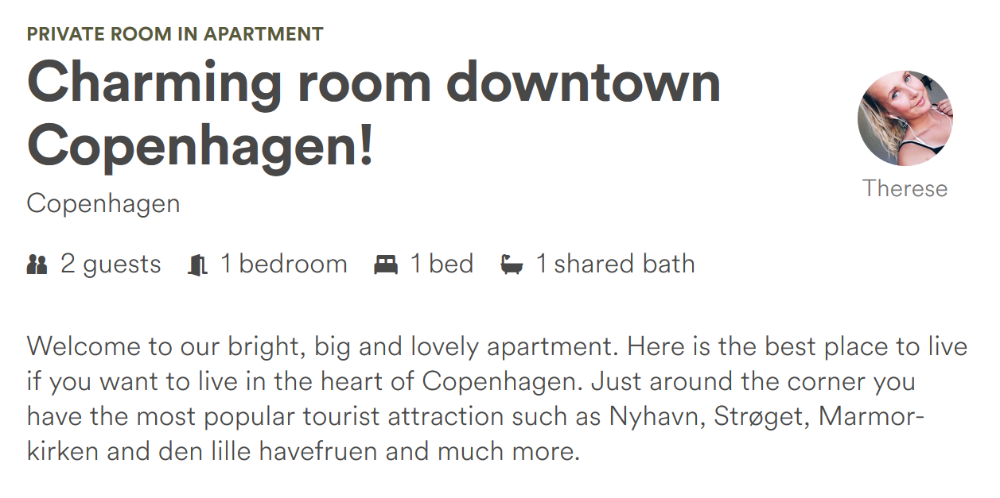 PRIVATE ROOM IN APARTMENT
Charming room downtown
Copenhagen!
Therese
Copenhagen
2 guests 1 bedroom 1 bed 1 shared bath
Welcome to our bright, big and lovely apartment. Here is the best place to live
if you want to live in the heart of Copenhagen. Just around the corner you
have the most popular tourist attraction such as Nyhavn, Strøget, Marmor-
kirken and den lille havefruen and much more.